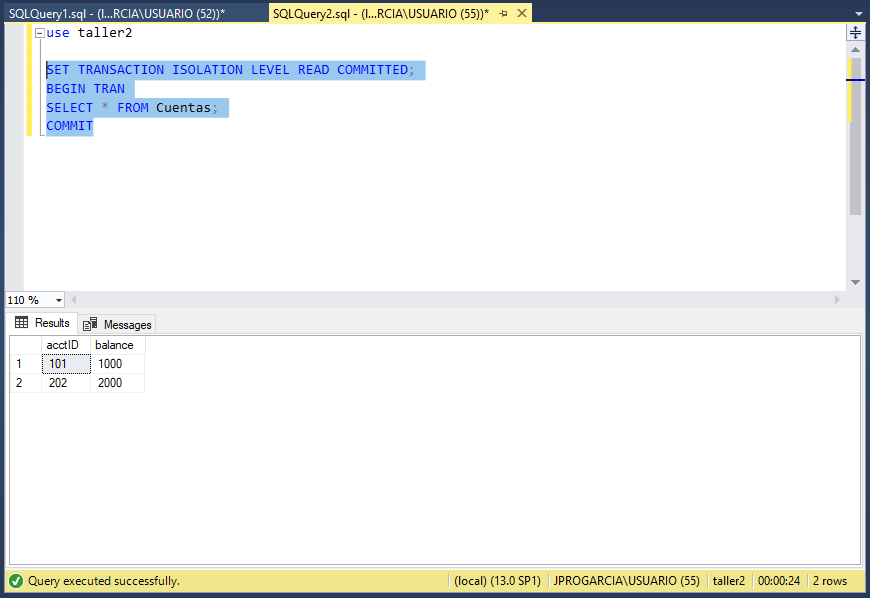 SQLQuery1.sql - (l...RCIA\USUARIO (52))* SQLQuery2.sql - (l...RCIA\USUARIO (55))*
use taller2
SET TRANSACTION ISOLATION LEVEL READ COMMITTED;
BEGIN TRAN
SELECT * FROM Cuentas;
COMMIT
110 %
Results Messages
acctID balance
1 101 1000
2 202 2000
Query executed successfully. (local) (13.0 SP1) JPROGARCIA\USUARIO (55) taller2 00:00:24 2 rows